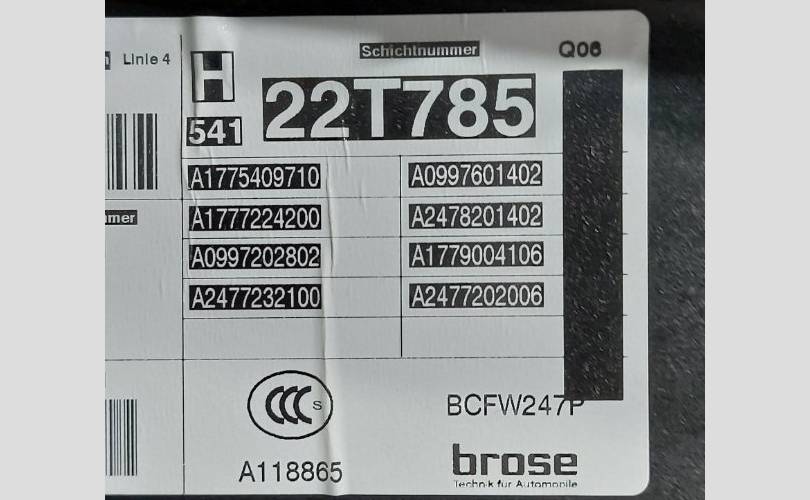 Linie 4
Schichtnummer
Q06
H
541
22T785
A1775409710 A0997601402
A1777224200 A2478201402
A0997202802 A1779004106
A2477232100 A2477202006
CCC S
BCFW247P
A118865
brose
Technik für Automobile